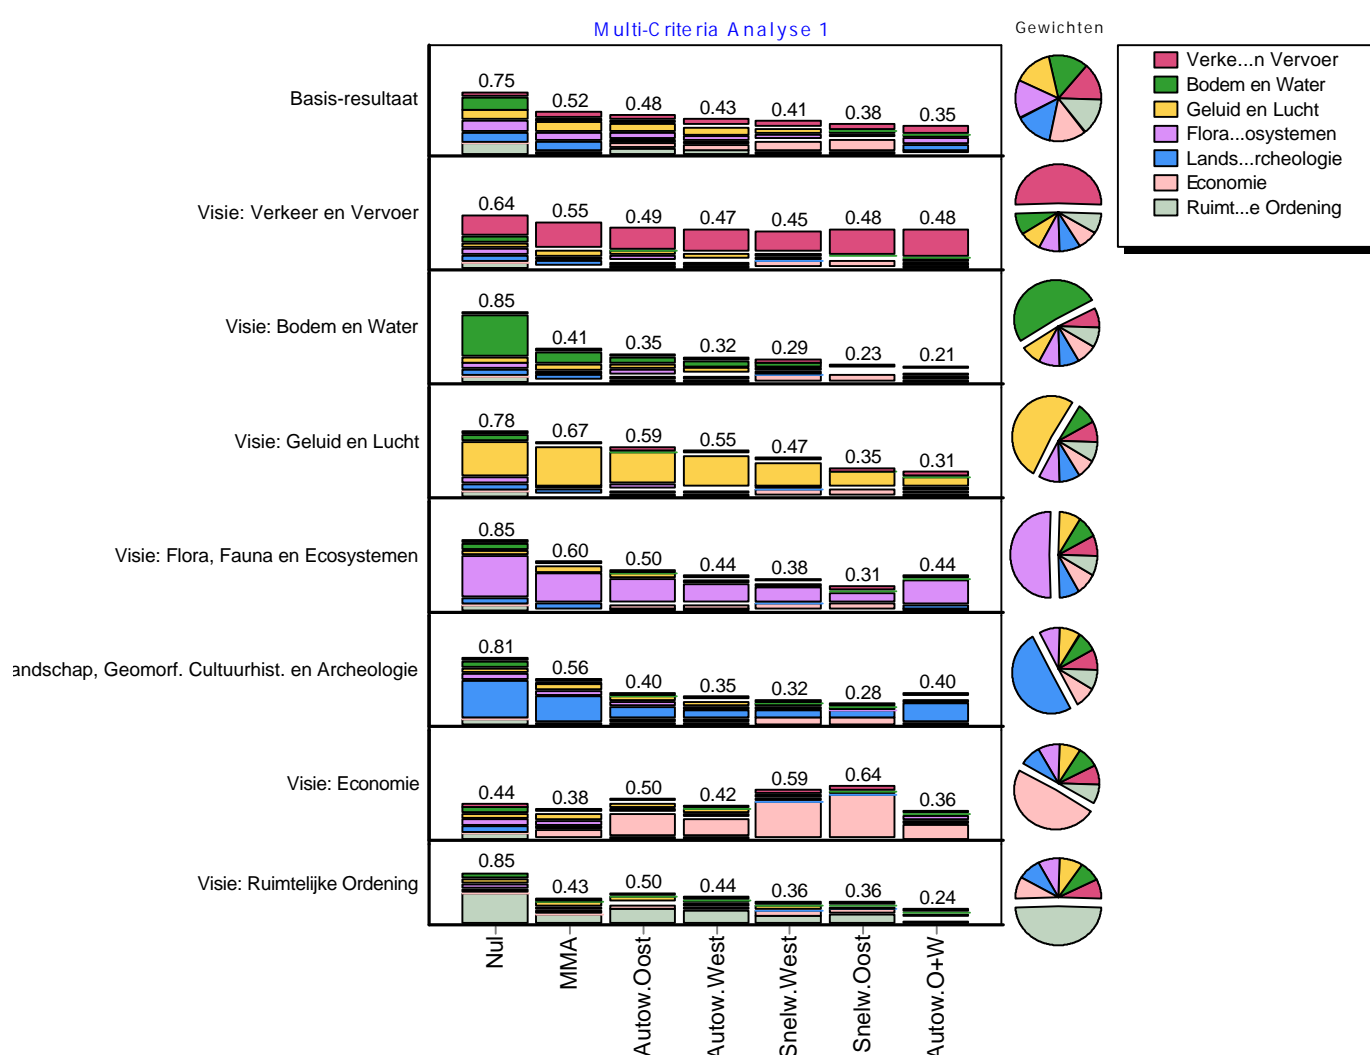 Multi-Criteria Analyse 1
Gewichten
Verke...n Vervoer
Bodem en Water
Geluid en Lucht
Flora...osystemen
Lands...rcheologie
Economie
Ruimt...e Ordening
Basis-resultaat
0.75 0.52 0.48 0.43 0.41 0.38 0.35
Visie: Verkeer en Vervoer
0.64 0.55 0.49 0.47 0.45 0.48 0.48
Visie: Bodem en Water
0.85 0.41 0.35 0.32 0.29 0.23 0.21
Visie: Geluid en Lucht
0.78 0.67 0.59 0.55 0.47 0.35 0.31
Visie: Flora, Fauna en Ecosystemen
0.85 0.60 0.50 0.44 0.38 0.31 0.44
andschap, Geomorf. Cultuurhist. en Archeologie
0.81 0.56 0.40 0.35 0.32 0.28 0.40
Visie: Economie
0.44 0.38 0.50 0.42 0.59 0.64 0.36
Visie: Ruimtelijke Ordening
0.85 0.43 0.50 0.44 0.36 0.36 0.24
Nul
MMA
Autow.Oost
Autow.West
Snelw.West
Snelw.Oost
Autow.O+W